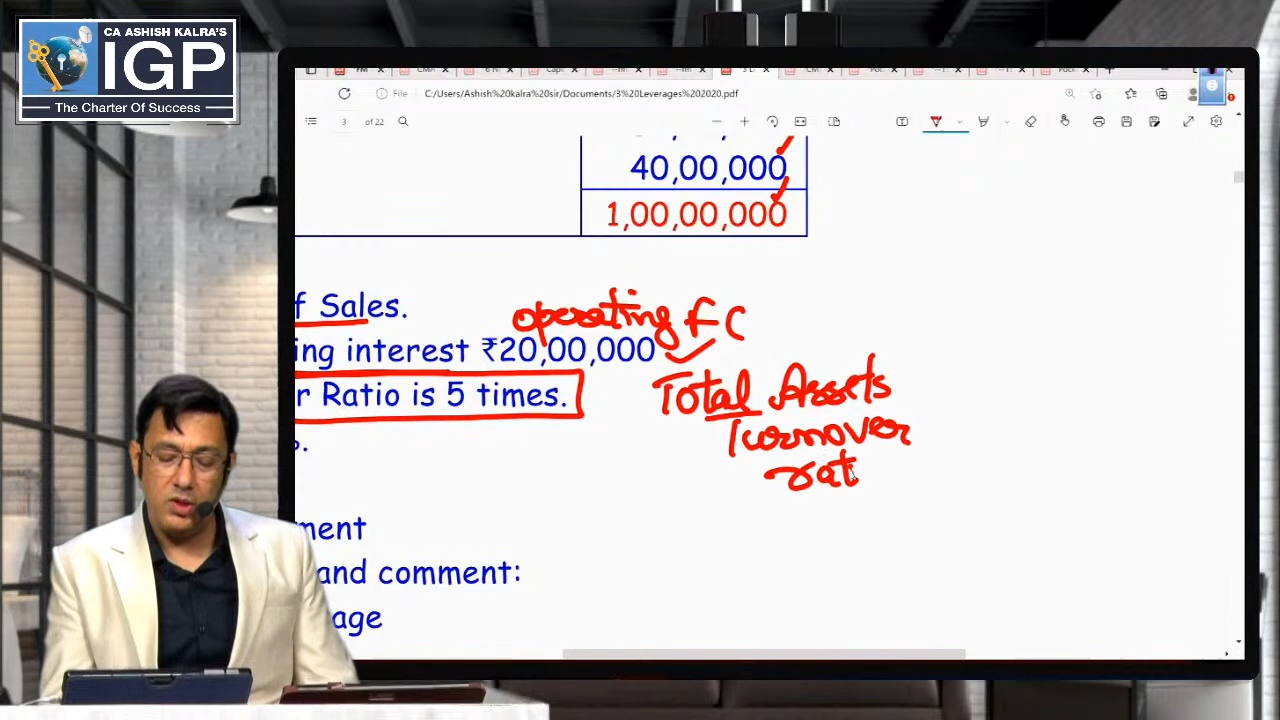 CA ASHISH KALRA'S
IGP
The Charter Of Success
File C:/Users/Ashish%20kalra%20sir/Documents/3%20Leverages%202020.pdf
3 of 22
40,00,000
1,00,00,000
f Sales.
operating FC
ing interest ₹20,00,000
Total Assets
r Ratio is 5 times.
Turnover
rat
ment
and comment:
age